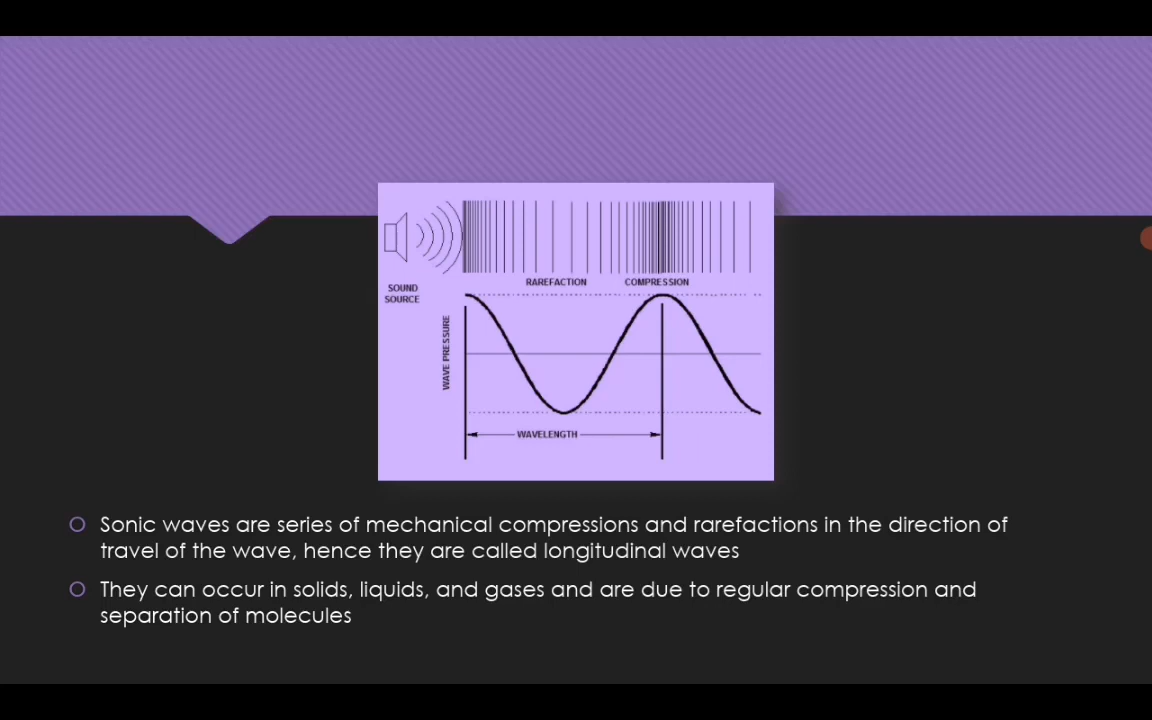 RAREFACTION
COMPRESSION
SOUND
SOURCE
WAVE PRESSURE
WAVELENGTH
Sonic waves are series of mechanical compressions and rarefactions in the direction of
travel of the wave, hence they are called longitudinal waves
They can occur in solids, liquids, and gases and are due to regular compression and
separation of molecules